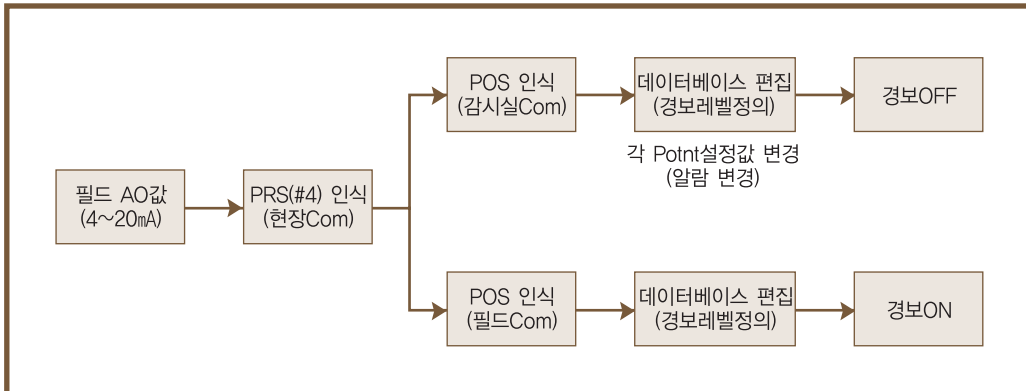 POS 인식
(감시실Com)
데이터베이스 편집
(경보레벨정의)
경보OFF
각 Potnt설정값 변경
(알람 변경)
필드 AO값
(4~20㎃)
PRS(#4) 인식
(현장Com)
POS 인식
(필드Com)
데이터베이스 편집
(경보레벨정의)
경보ON